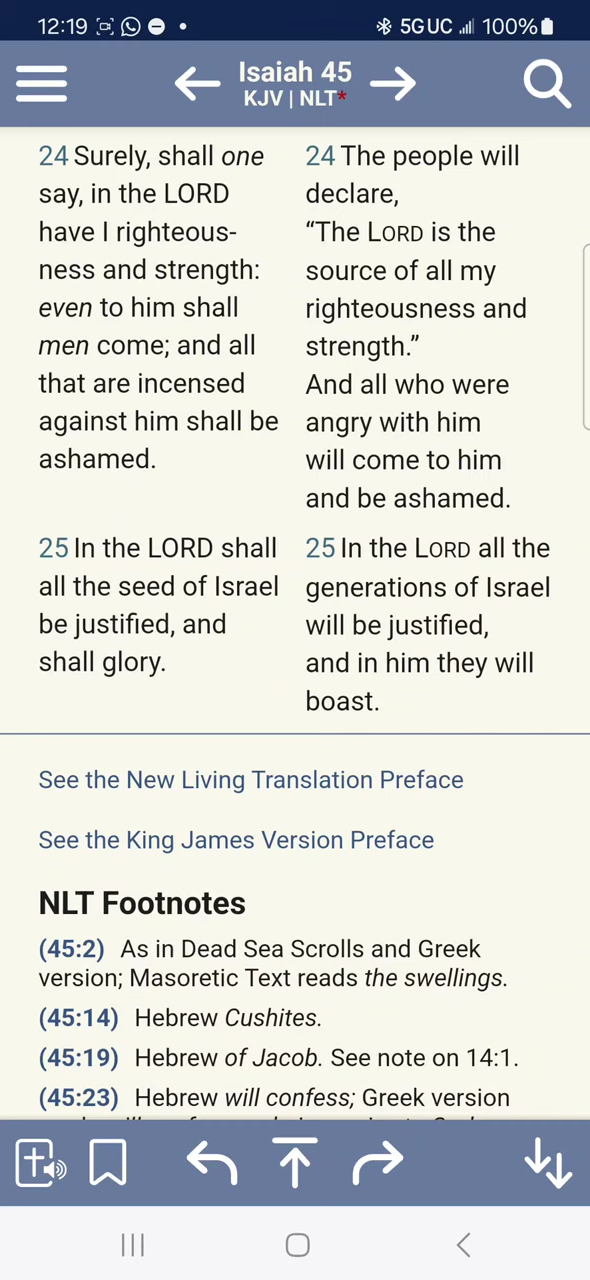 12:19
5G UC 100%
Isaiah 45
KJV | NLT*
24 Surely, shall one
say, in the LORD
have I righteous-
ness and strength:
even to him shall
men come; and all
that are incensed
against him shall be
ashamed.
24 The people will
declare,
“The LORD is the
source of all my
righteousness and
strength.”
And all who were
angry with him
will come to him
and be ashamed.
25 In the LORD shall
all the seed of Israel
be justified, and
shall glory.
25 In the LORD all the
generations of Israel
will be justified,
and in him they will
boast.
See the New Living Translation Preface
See the King James Version Preface
NLT Footnotes
(45:2) As in Dead Sea Scrolls and Greek
version; Masoretic Text reads the swellings.
(45:14) Hebrew Cushites.
(45:19) Hebrew of Jacob. See note on 14:1.
(45:23) Hebrew will confess; Greek version